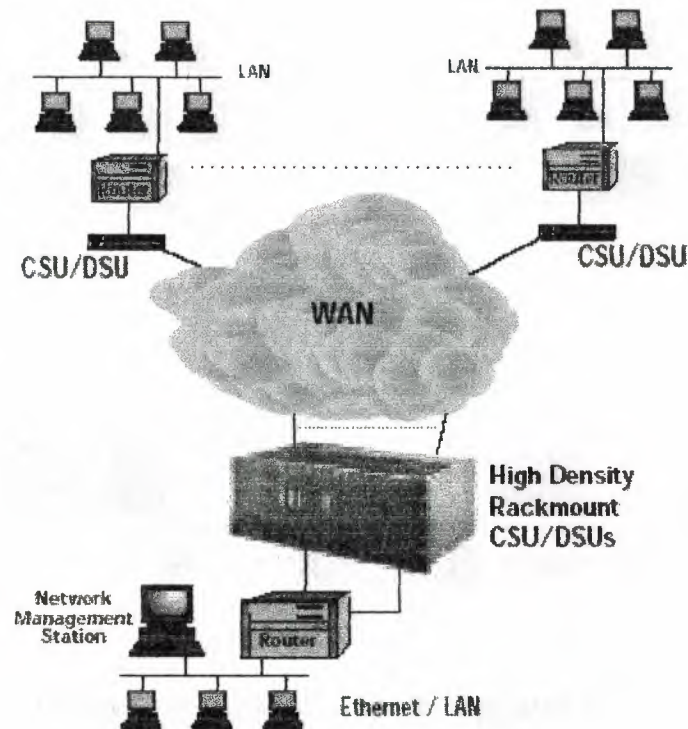 LAN
LAN
Router
Router
CSU/DSU
CSU/DSU
WAN
High Density
Rackmount
CSU/DSUs
Network
Management
Station
Router
Ethernet / LAN